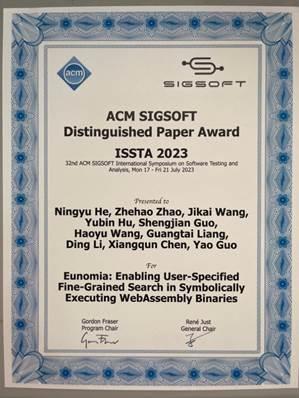 acm
SIGSOFT
ACM SIGSOFT
Distinguished Paper Award
ISSTA 2023
32nd ACM SIGSOFT International Symposium on Software Testing and
Analysis, Mon 17 - Fri 21 July 2023
Presented to
Ningyu He, Zhehao Zhao, Jikai Wang,
Yubin Hu, Shengjian Guo,
Haoyu Wang, Guangtai Liang,
Ding Li, Xiangqun Chen, Yao Guo
For
Eunomia: Enabling User-Specified
Fine-Grained Search in Symbolically
Executing WebAssembly Binaries
Gordon Fraser
Program Chair
René Just
General Chair